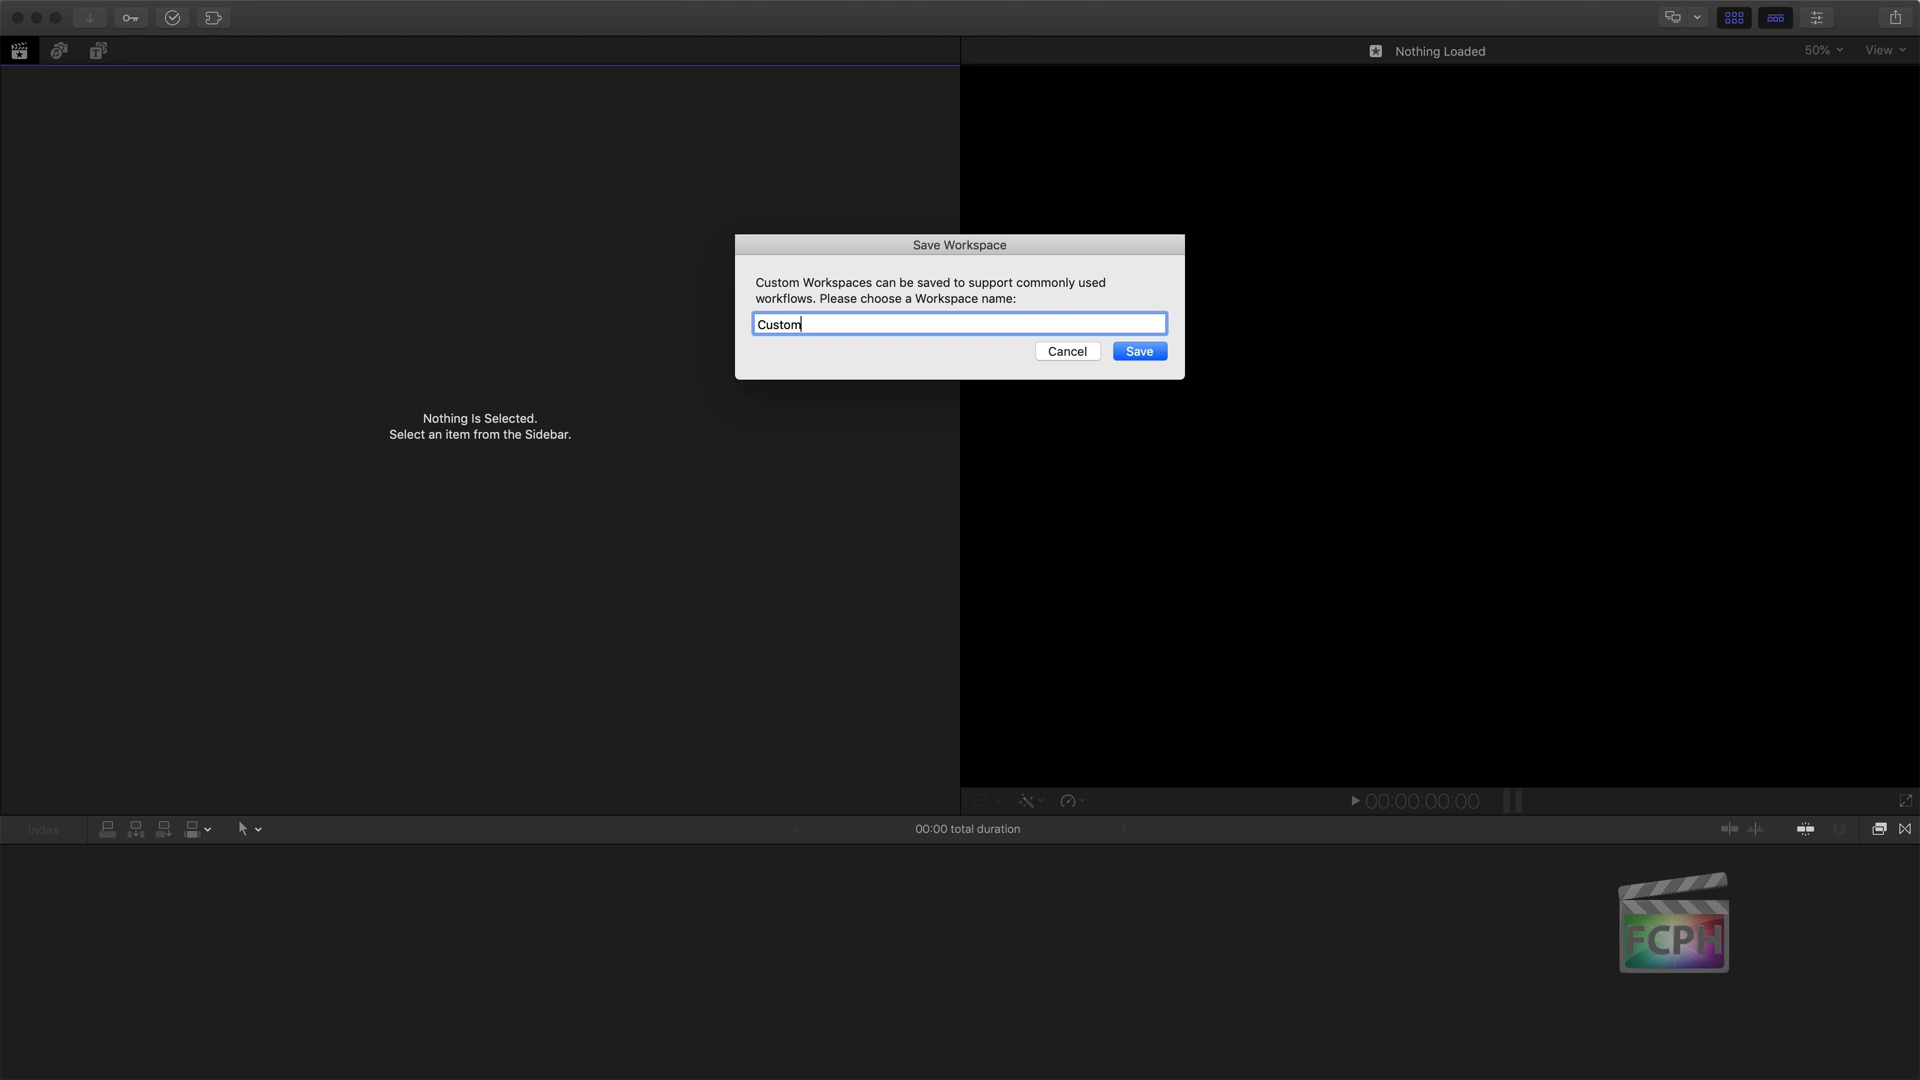 Nothing Loaded
50%
View
Save Workspace
Custom Workspaces can be saved to support commonly used
workflows. Please choose a Workspace name:
Custom
Cancel
Save
Nothing Is Selected.
Select an item from the Sidebar.
00:00:00:00
Index
00:00 total duration
T
FCPH